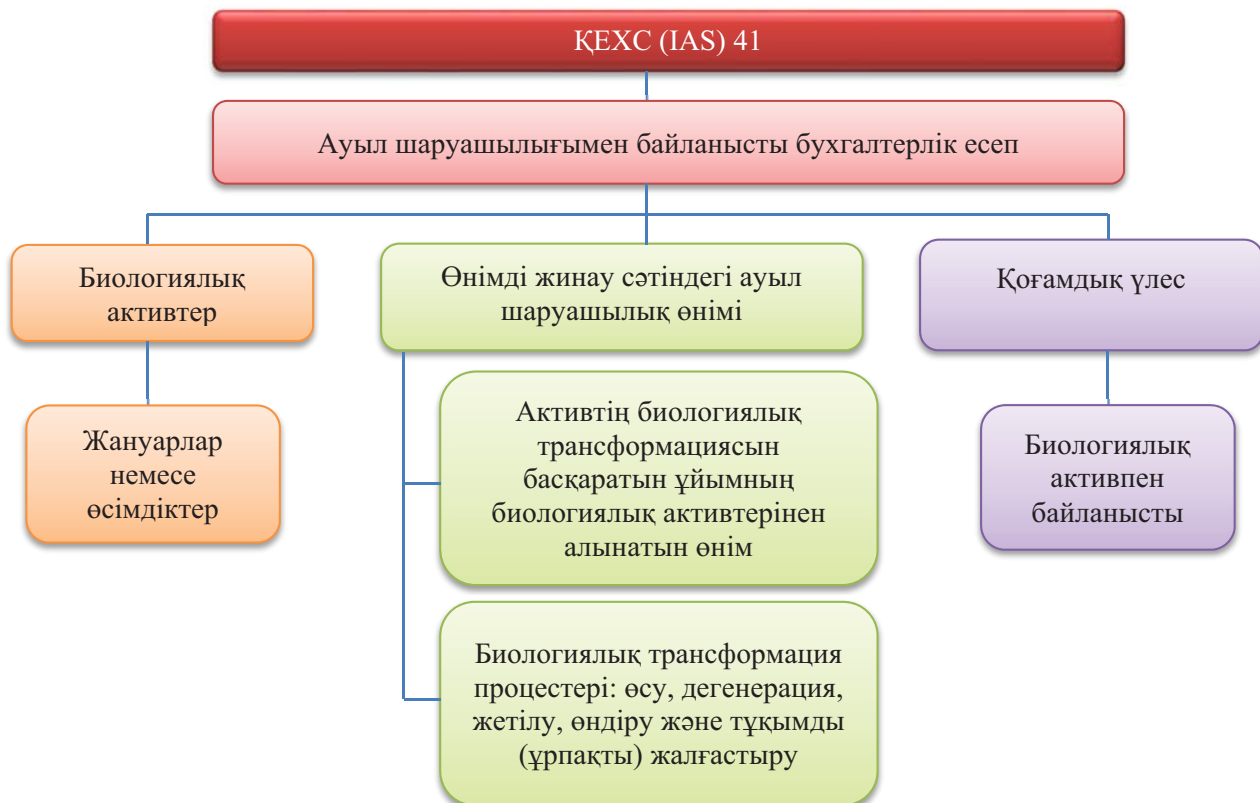 ҚЕХС (IAS) 41
Ауыл шаруашылығымен байланысты бухгалтерлік есеп
Биологиялық
активтер
Өнімді жинау сәтіндегі ауыл
шаруашылық өнімі
Қоғамдық үлес
Жануарлар
немесе
өсімдіктер
Активтің биологиялық
трансформациясын
басқаратын ұйымның
биологиялық активтерінен
алынатын өнім
Биологиялық
активпен
байланысты
Биологиялық трансформация
процестері: өсу, дегенерация,
жетілу, өндіру және тұқымды
(ұрпақты) жалғастыру